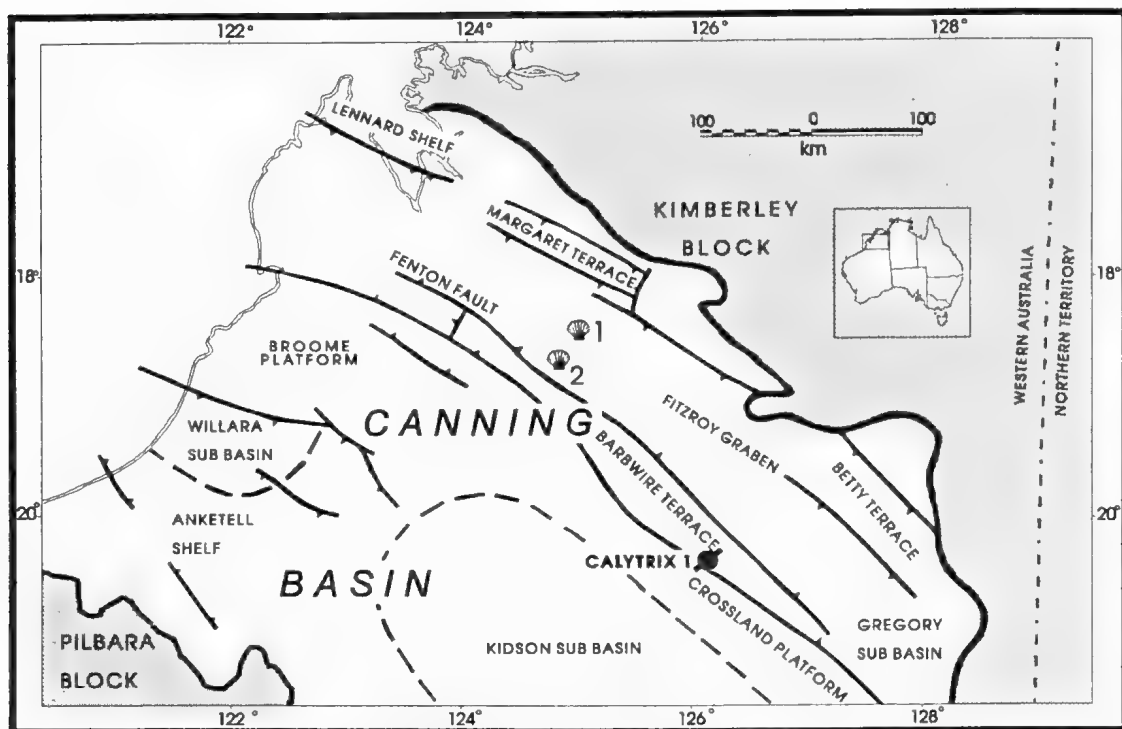 122°
124°
126°
128°
LENNARD SHELF
100
0
100
km
KIMBERLEY
BLOCK
MARGARET TERRACE
WESTERN AUSTRALIA
NORTHERN TERRITORY
18°
18°
FENTON FAULT
1
2
BROOME
PLATFORM
CANNING
FITZROY GRABEN
WILLARA
SUB BASIN
BARBWIRE TERRACE
BETTY TERRACE
20°
20°
ANKETELL
SHELF
CALYTRIX 1
BASIN
CROSSLAND PLATFORM
GREGORY
SUB BASIN
KIDSON SUB BASIN
PILBARA
BLOCK
122°
124°
126°
128°